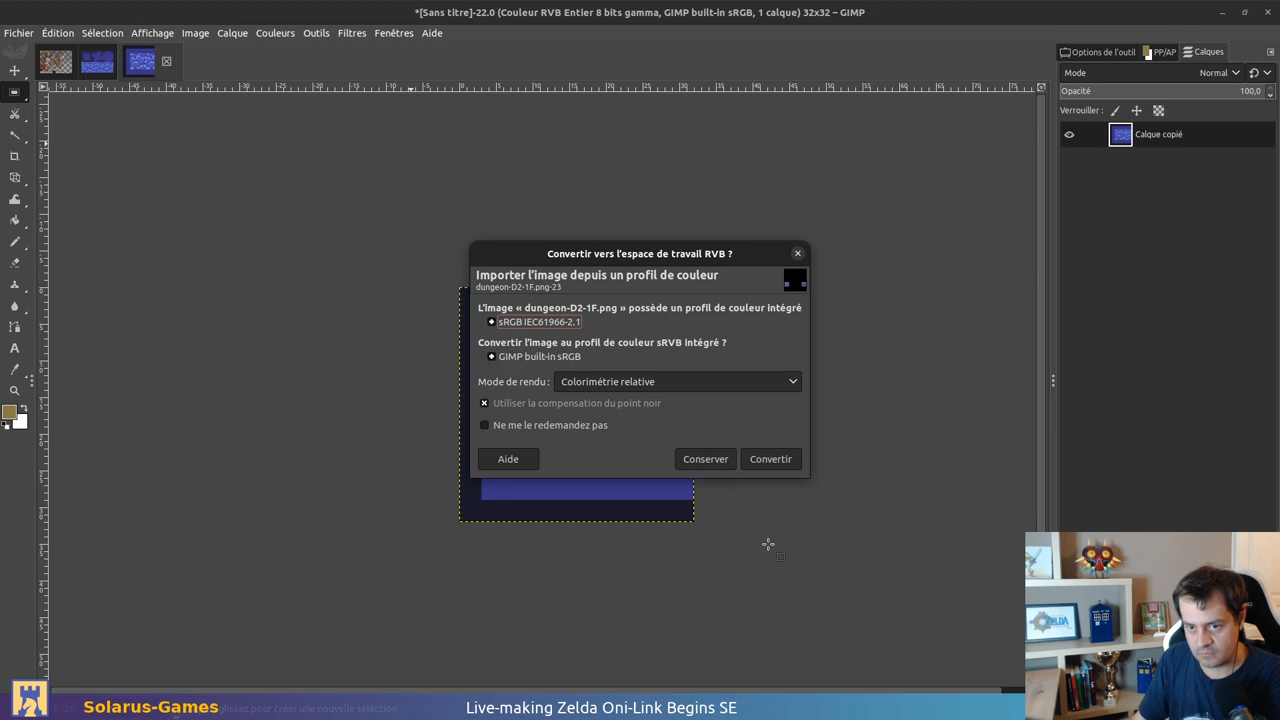 *[Sans titre]-22.0 (Couleur RVB Entier 8 bits gamma, GIMP built-in sRGB, 1 calque) 32x32 – GIMP
Fichier Édition Sélection Affichage Image Calque Couleurs Outils Filtres Fenêtres Aide
Options de l'outil PP/AP Calques
Mode Normal
Opacité 100,0
Verrouiller :
Calque copié
Convertir vers l'espace de travail RVB ?
Importer l'image depuis un profil de couleur
dungeon-D2-1F.png-23
L'image « dungeon-D2-1F.png » possède un profil de couleur intégré
sRGB IEC61966-2.1
Convertir l'image au profil de couleur sRVB intégré ?
GIMP built-in sRGB
Mode de rendu : Colorimétrie relative
Utiliser la compensation du point noir
Ne me le redemandez pas
Aide Conserver Convertir
Solarus-Games
Live-making Zelda Oni-Link Begins SE